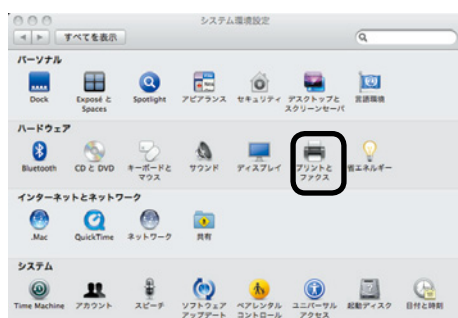 システム環境設定
すべてを表示
パーソナル
Dock
Exposé と
Spaces
Spotlight
アピアランス
セキュリティ
デスクトップと
スクリーンセーバ
言語環境
ハードウェア
Bluetooth
CD と DVD
キーボードと
マウス
サウンド
ディスプレイ
プリントと
ファクス
省エネルギー
インターネットとネットワーク
.Mac
QuickTime
ネットワーク
共有
システム
Time Machine
アカウント
スピーチ
ソフトウェア
アップデート
ペアレンタル
コントロール
ユニバーサル
アクセス
起動ディスク
日付と時刻